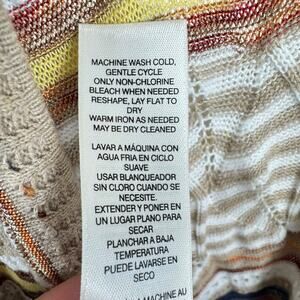 MACHINE WASH COLD,
GENTLE CYCLE
ONLY NON-CHLORINE
BLEACH WHEN NEEDED
RESHAPE, LAY FLAT TO
DRY
WARM IRON AS NEEDED
MAY BE DRY CLEANED
LAVAR A MÁQUINA CON
AGUA FRIA EN CICLO
SUAVE
USAR BLANQUEADOR
SIN CLORO CUANDO SE
NECESITE.
EXTENDER Y PONER EN
UN LUGAR PLANO PARA
SECAR
PLANCHAR A BAJA
TEMPERATURA
PUEDE LAVARSE EN
SECO
MACHINE AU